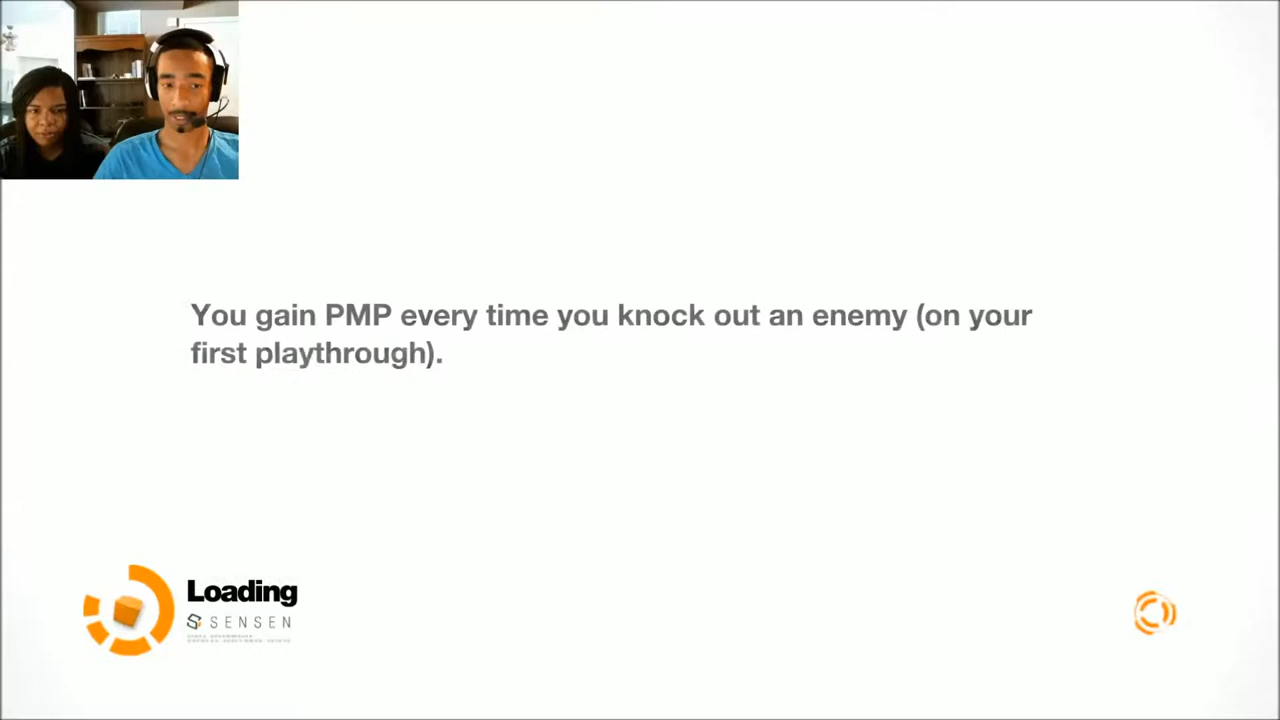 You gain PMP every time you knock out an enemy (on your
first playthrough).
Loading
SENSEN